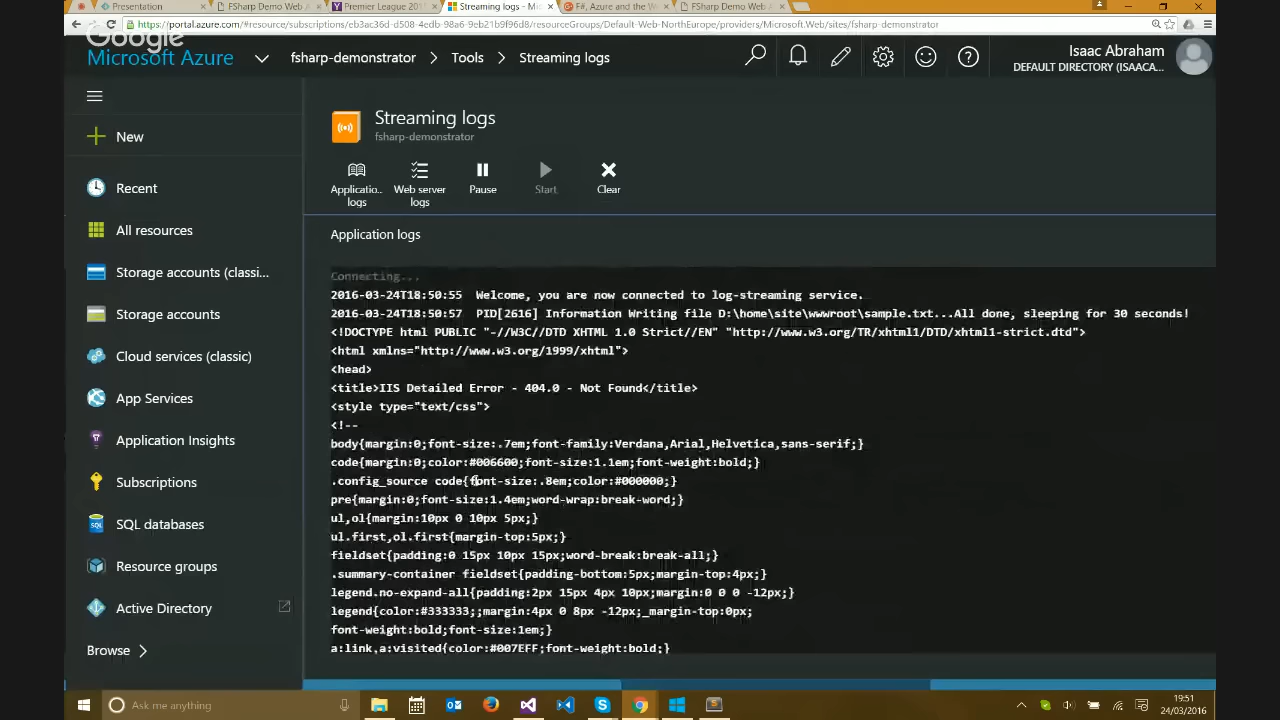 Presentation
FSharp Demo Web A
Premier League 201
Streaming logs - M
F#, Azure and the W
FSharp Demo Web A
https://portal.azure.com/#resource/subscriptions/eb3ac36d-d508-4edb-98a6-9eb21b9f96d8/resourceGroups/Default-Web-NorthEurope/providers/Microsoft.Web/sites/fsharp-demonstrator
Google
Microsoft Azure
fsharp-demonstrator > Tools > Streaming logs
Isaac Abraham
DEFAULT DIRECTORY (ISAACA...
New
Recent
All resources
Storage accounts (classi...
Storage accounts
Cloud services (classic)
App Services
Application Insights
Subscriptions
SQL databases
Resource groups
Active Directory
Browse >
Streaming logs
fsharp-demonstrator
Applicatio..
logs
Web server
logs
Pause
Start
Clear
Application logs
Connecting...
2016-03-24T18:50:55  Welcome, you are now connected to log-streaming service.
2016-03-24T18:50:57  PID[2616] Information Writing file D:\home\site\wwwroot\sample.txt...All done, sleeping for 30 seconds!
<!DOCTYPE html PUBLIC "-//W3C//DTD XHTML 1.0 Strict//EN" "http://www.w3.org/TR/xhtml1/DTD/xhtml1-strict.dtd">
<html xmlns="http://www.w3.org/1999/xhtml">
<head>
<title>IIS Detailed Error - 404.0 - Not Found</title>
<style type="text/css">
<!--
body{margin:0;font-size:.7em;font-family:Verdana,Arial,Helvetica,sans-serif;}
code{margin:0;color:#006600;font-size:1.1em;font-weight:bold;}
.config_source code{font-size:.8em;color:#000000;}
pre{margin:0;font-size:1.4em;word-wrap:break-word;}
ul,ol{margin:10px 0 10px 5px;}
ul.first,ol.first{margin-top:5px;}
fieldset{padding:0 15px 10px 15px;word-break:break-all;}
.summary-container fieldset{padding-bottom:5px;margin-top:4px;}
legend.no-expand-all{padding:2px 15px 4px 10px;margin:0 0 0 -12px;}
legend{color:#333333;;margin:4px 0 8px -12px;_margin-top:0px;
font-weight:bold;font-size:1em;}
a:link,a:visited{color:#007EFF;font-weight:bold;}
Ask me anything
19:51
24/03/2016